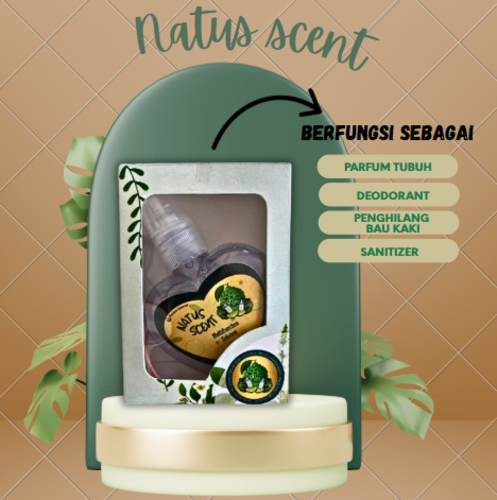 Natus scent
BERFUNGSI SEBAGAI
PARFUM TUBUH
DEODORANT
PENGHILANG
BAU KAKI
SANITIZER
NATUS
SCENT